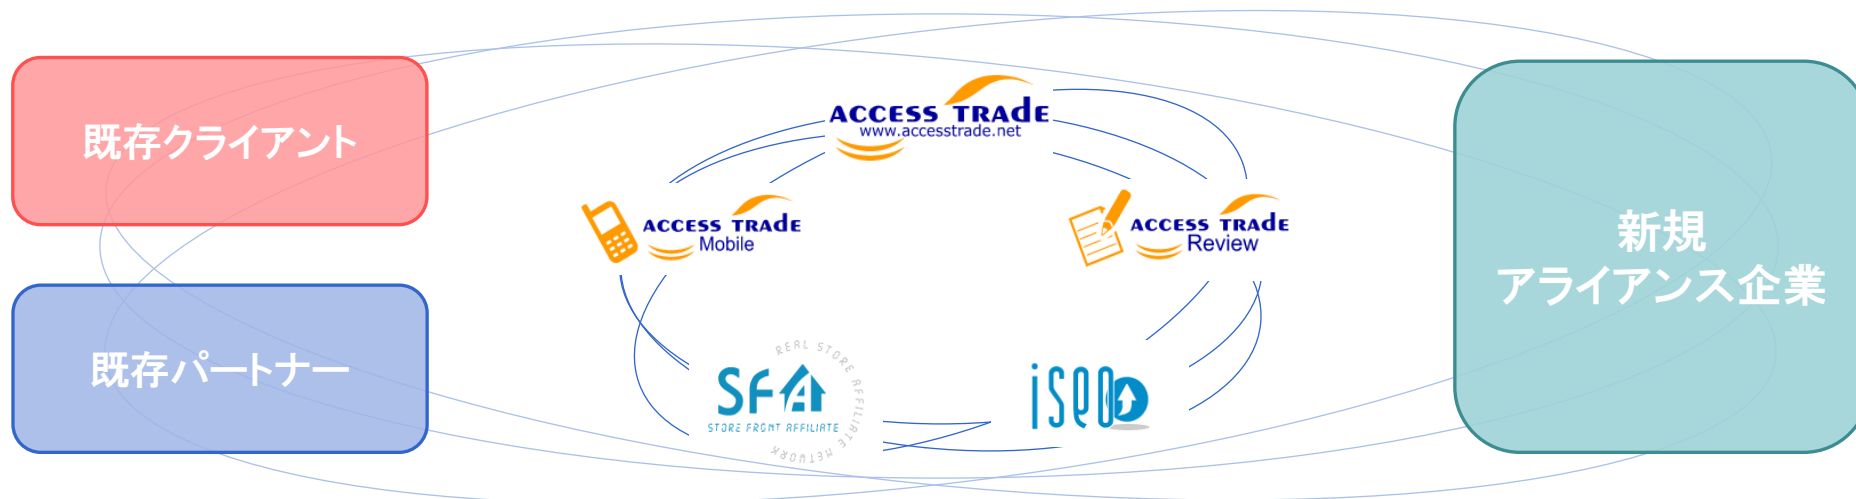 既存クライアント
既存パートナー
ACCESS TRADE
www.accesstrade.net
ACCESS TRADE
Mobile
ACCESS TRADE
Review
SFA
STORE FRONT AFFILIATE
REAL STORE AFFILIATE NETWORK
iSEO
新規
アライアンス企業